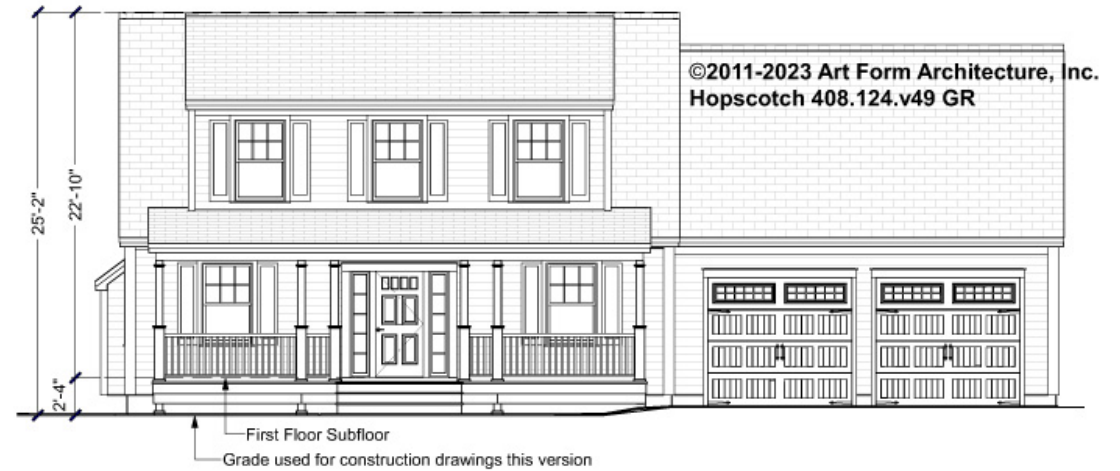 ©2011-2023 Art Form Architecture, Inc.
Hopscotch 408.124.v49 GR
25'-2"
22'-10"
2'-4"
First Floor Subfloor
Grade used for construction drawings this version